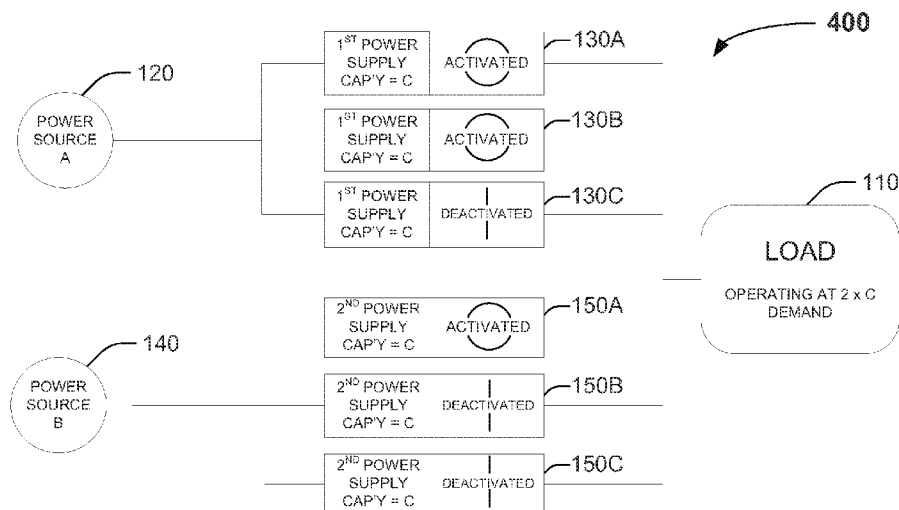 400
120
POWER
SOURCE
A
1ST POWER
SUPPLY
CAP'Y = C
ACTIVATED
130A
1ST POWER
SUPPLY
CAP'Y = C
ACTIVATED
130B
1ST POWER
SUPPLY
CAP'Y = C
DEACTIVATED
130C
110
LOAD
OPERATING AT 2 x C
DEMAND
140
POWER
SOURCE
B
2ND POWER
SUPPLY
CAP'Y = C
ACTIVATED
150A
2ND POWER
SUPPLY
CAP'Y = C
DEACTIVATED
150B
2ND POWER
SUPPLY
CAP'Y = C
DEACTIVATED
150C